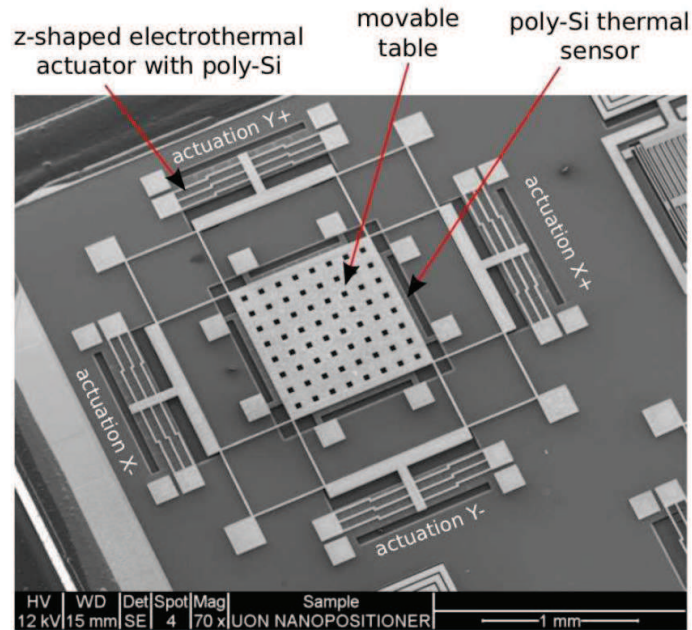 z-shaped electrothermal
actuator with poly-Si
movable
table
poly-Si thermal
sensor
actuation Y+
actuation X+
actuation X-
actuation Y-
HV WD Det Spot Mag Sample
12 kV 15 mm SE 4 70 x UON NANOPOSITIONER 1 mm